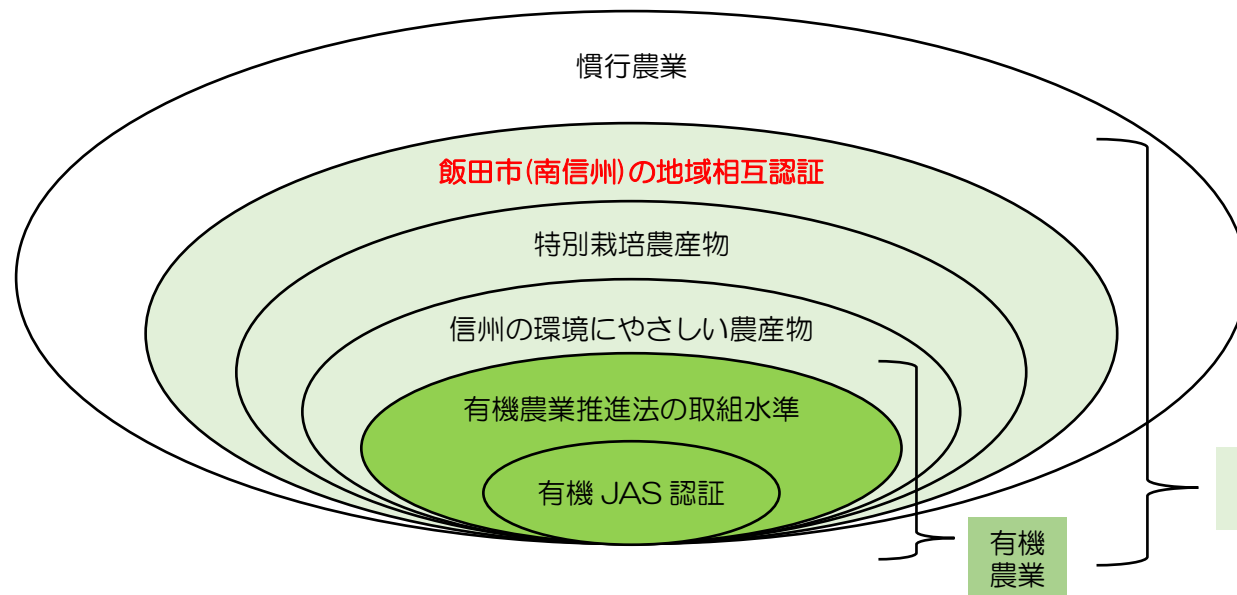 慣行農業
飯田市(南信州)の地域相互認証
特別栽培農産物
信州の環境にやさしい農産物
有機農業推進法の取組水準
有機 JAS 認証
有機
農業